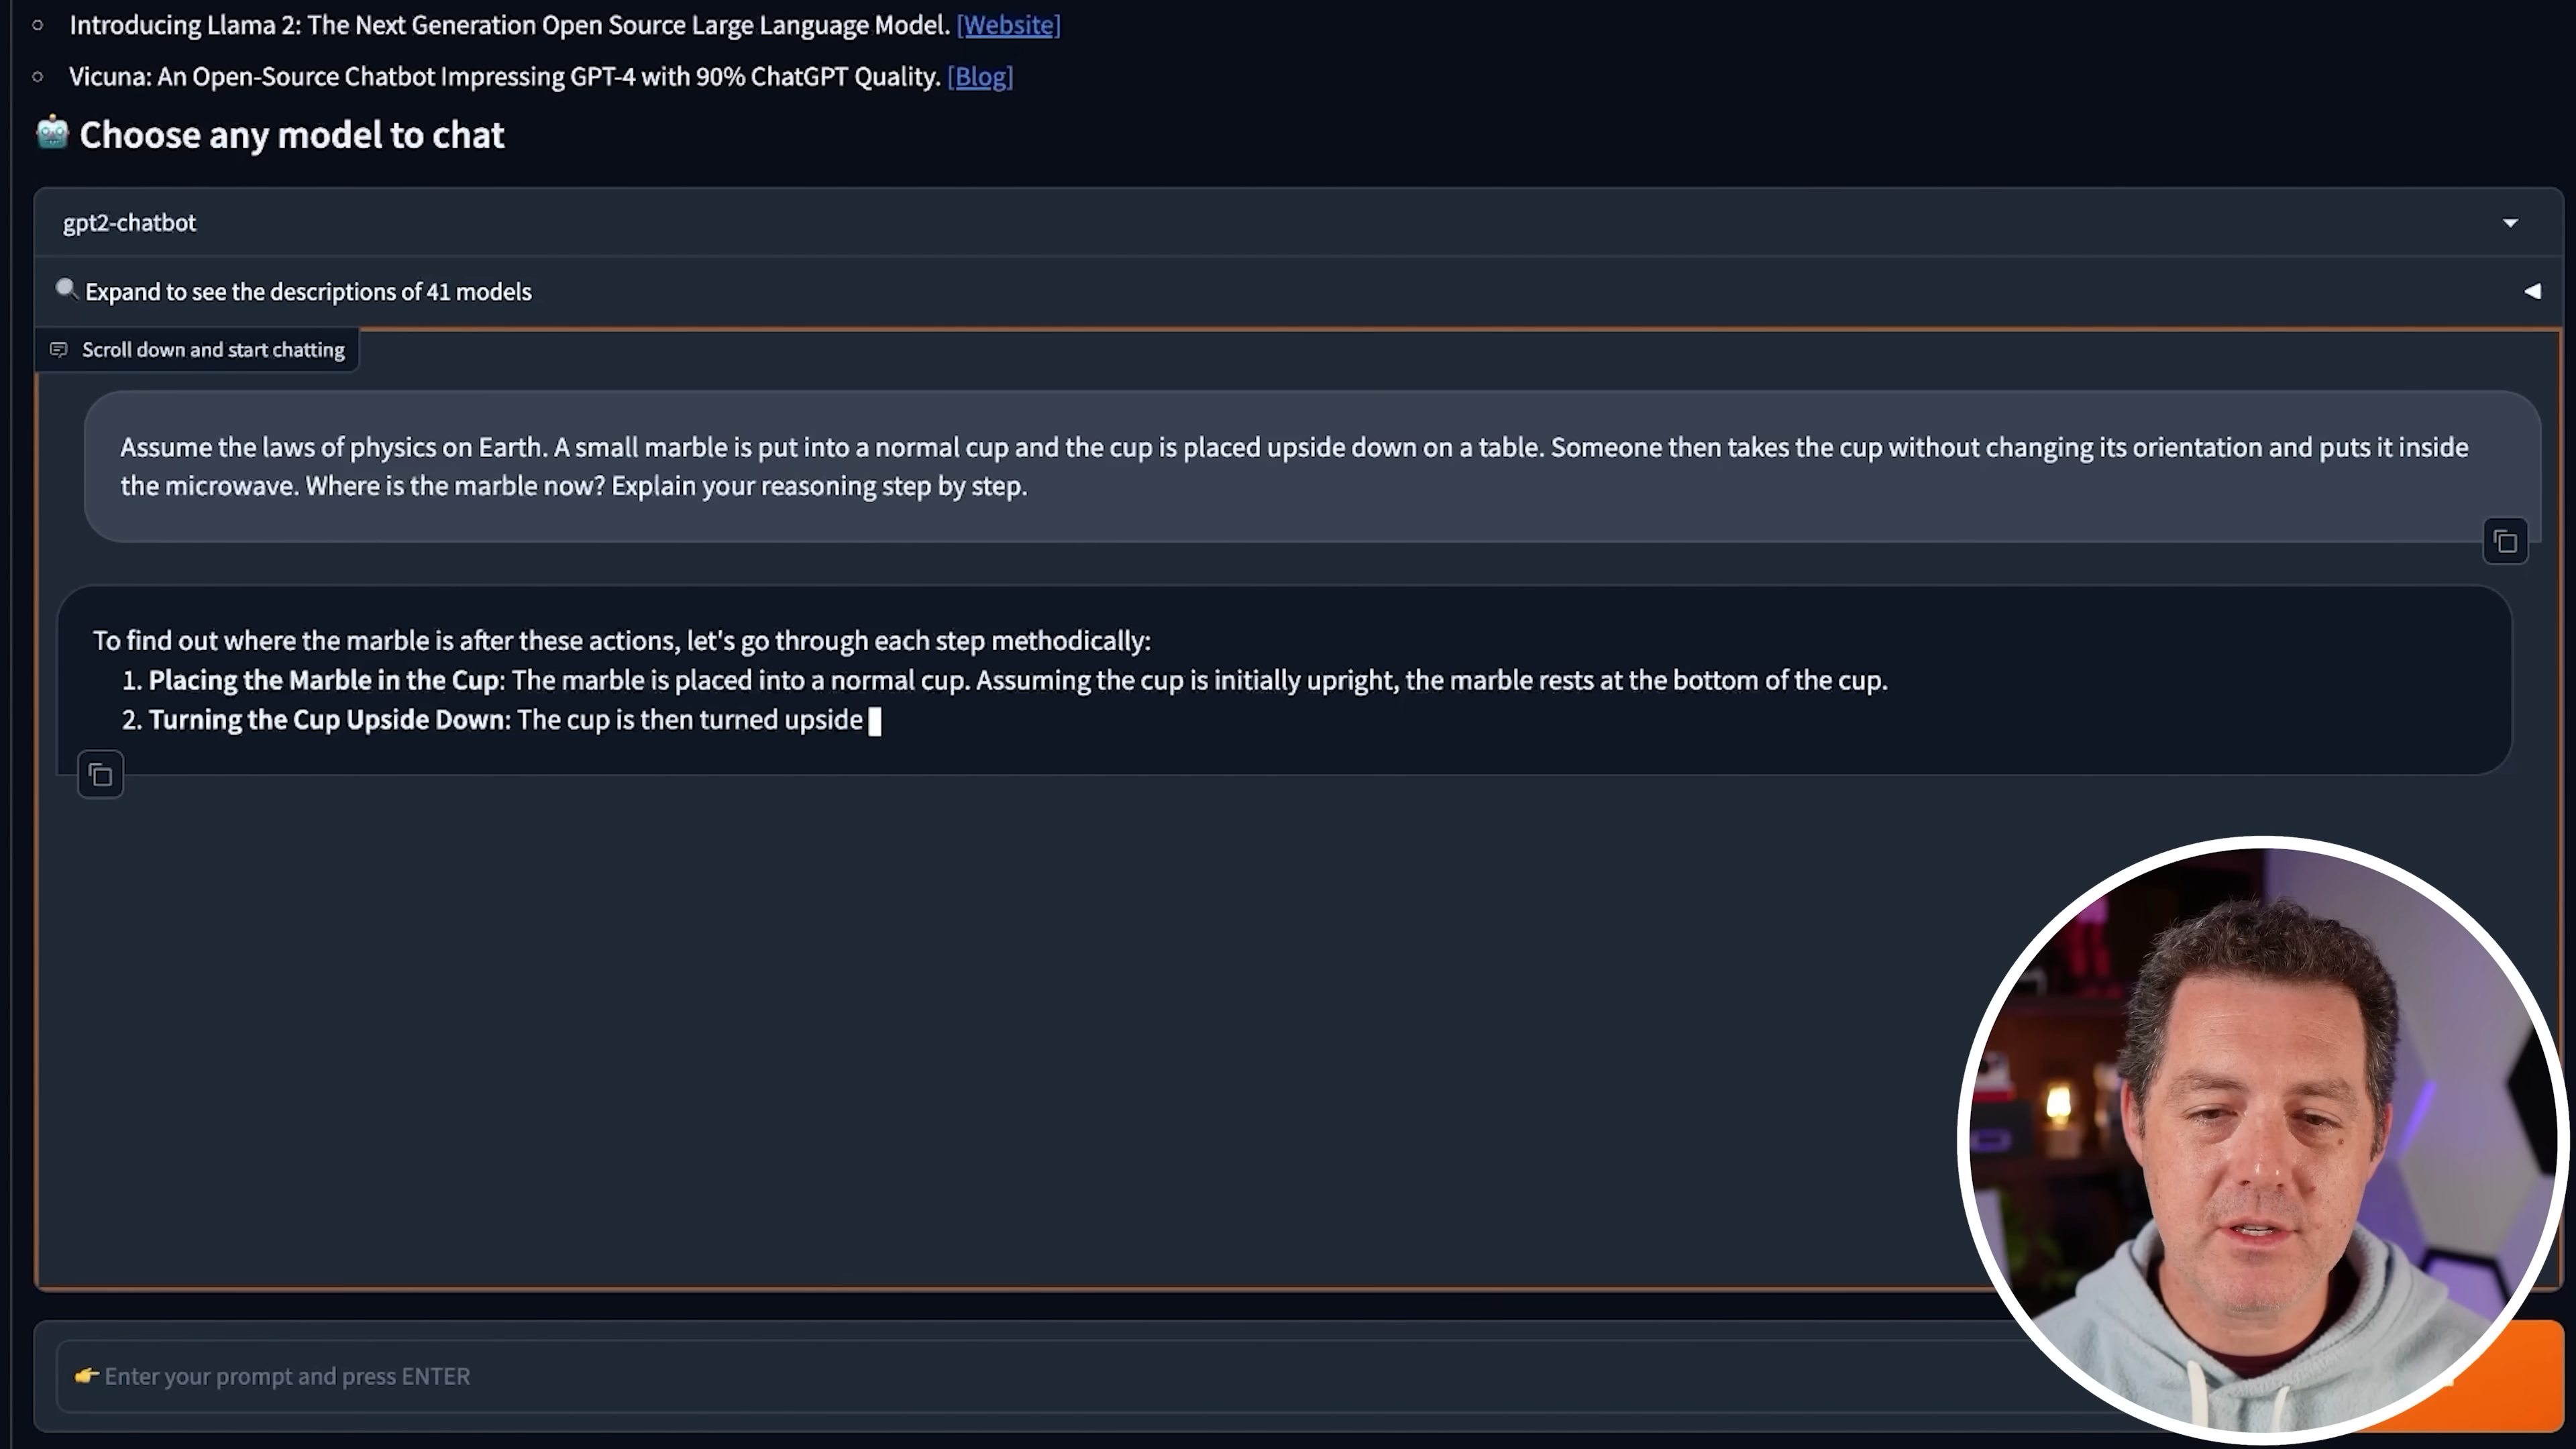 Introducing Llama 2: The Next Generation Open Source Large Language Model. [Website]
Vicuna: An Open-Source Chatbot Impressing GPT-4 with 90% ChatGPT Quality. [Blog]
🤖 Choose any model to chat
gpt2-chatbot
🔍 Expand to see the descriptions of 41 models
Scroll down and start chatting
Assume the laws of physics on Earth. A small marble is put into a normal cup and the cup is placed upside down on a table. Someone then takes the cup without changing its orientation and puts it inside
the microwave. Where is the marble now? Explain your reasoning step by step.
To find out where the marble is after these actions, let's go through each step methodically:
1. Placing the Marble in the Cup: The marble is placed into a normal cup. Assuming the cup is initially upright, the marble rests at the bottom of the cup.
2. Turning the Cup Upside Down: The cup is then turned upside
👉 Enter your prompt and press ENTER